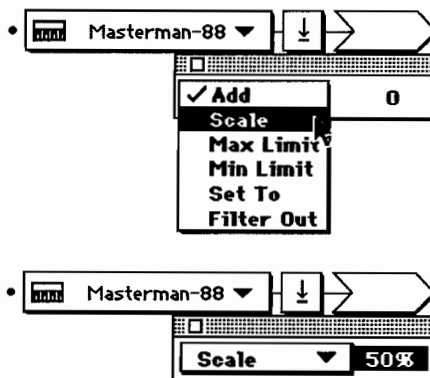 Masterman-88
✓ Add 0
Scale
Max Limit
Min Limit
Set To
Filter Out
Masterman-88
Scale 50%